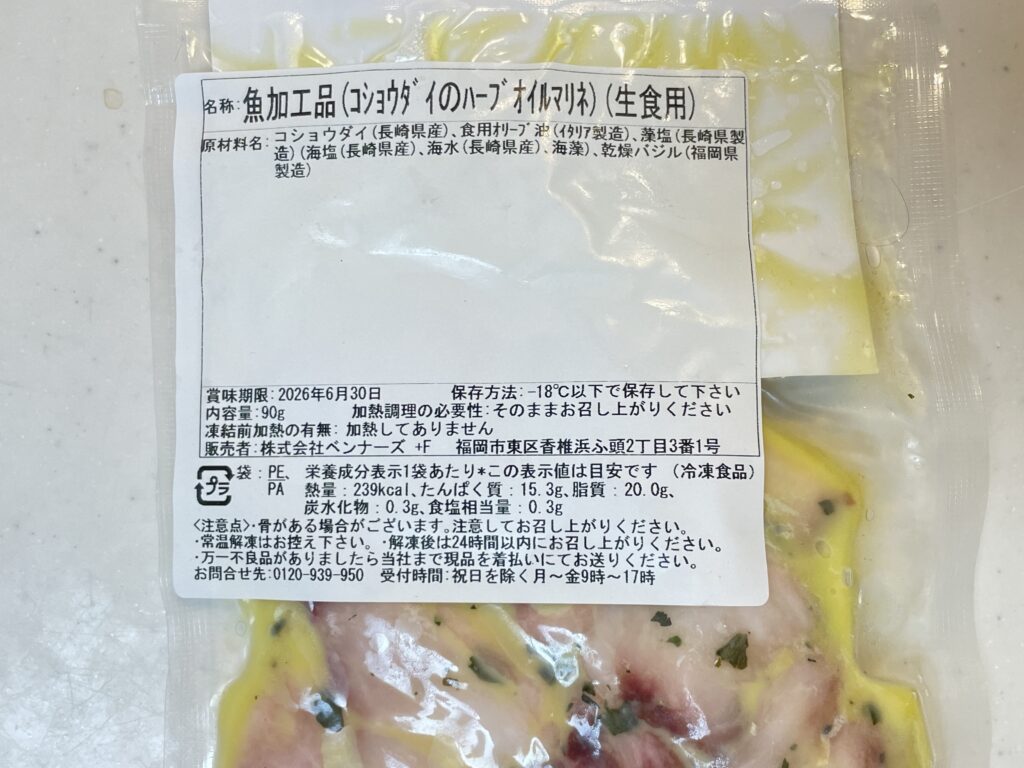 名称: 魚加工品(ｺｼｮｳﾀﾞｲのﾊｰﾌﾞｵｲﾙﾏﾘﾈ)(生食用)
原材料名: コショウダイ(長崎県産)、食用ｵﾘｰﾌﾞ油(ｲﾀﾘｱ製造)、藻塩(長崎県製
造)(海塩(長崎県産)、海水(長崎県産)、海藻)、乾燥バジル(福岡県
製造)
賞味期限: 2026年6月30日 保存方法: -18℃以下で保存して下さい
内容量: 90g 加熱調理の必要性: そのままお召し上がりください
凍結前加熱の有無: 加熱してありません
販売者: 株式会社ベンナーズ +F 福岡市東区香椎浜ふ頭2丁目3番1号
プラ 袋: PE、 栄養成分表示1袋あたり*この表示値は目安です (冷凍食品)
PA 熱量: 239kcal、たんぱく質: 15.3g、脂質: 20.0g、
炭水化物: 0.3g、食塩相当量: 0.3g
<注意点>・骨がある場合がございます。注意してお召し上がりください。
・常温解凍はお控え下さい。・解凍後は24時間以内にお召し上がりください。
・万一不良品がありましたら当社まで現品を着払いにてお送りください。
お問合せ先: 0120-939-950 受付時間: 祝日を除く月～金9時～17時